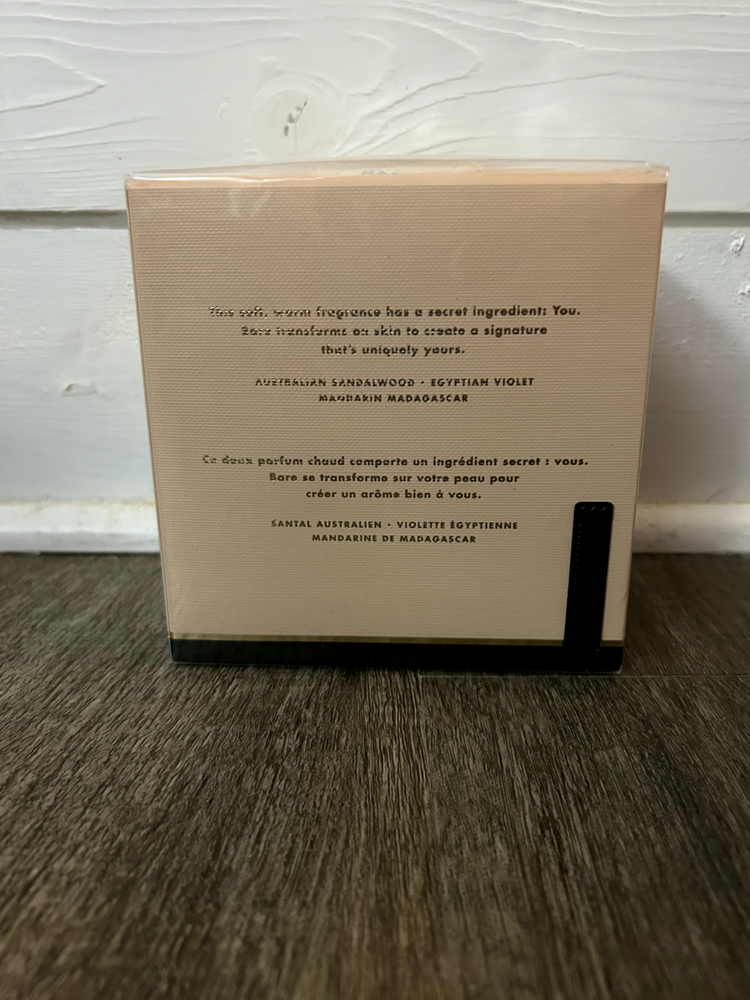 This soft, warm fragrance has a secret ingredient: You.
Bare transforms on skin to create a signature
that's uniquely yours.
AUSTRALIAN SANDALWOOD · EGYPTIAN VIOLET
MANDARIN MADAGASCAR
Ce doux parfum chaud comporte un ingrédient secret : vous.
Bare se transforme sur votre peau pour
créer un arôme bien à vous.
SANTAL AUSTRALIEN · VIOLETTE ÉGYPTIENNE
MANDARINE DE MADAGASCAR